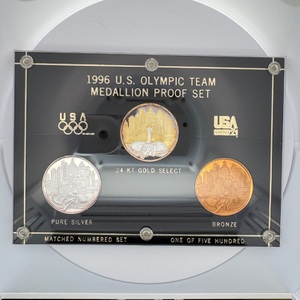 1996 U.S. OLYMPIC TEAM
MEDALLION PROOF SET
USA
USA
24 KT GOLD SELECT
PURE SILVER
BRONZE
MATCHED NUMBERED SET
ONE OF FIVE HUNDRED